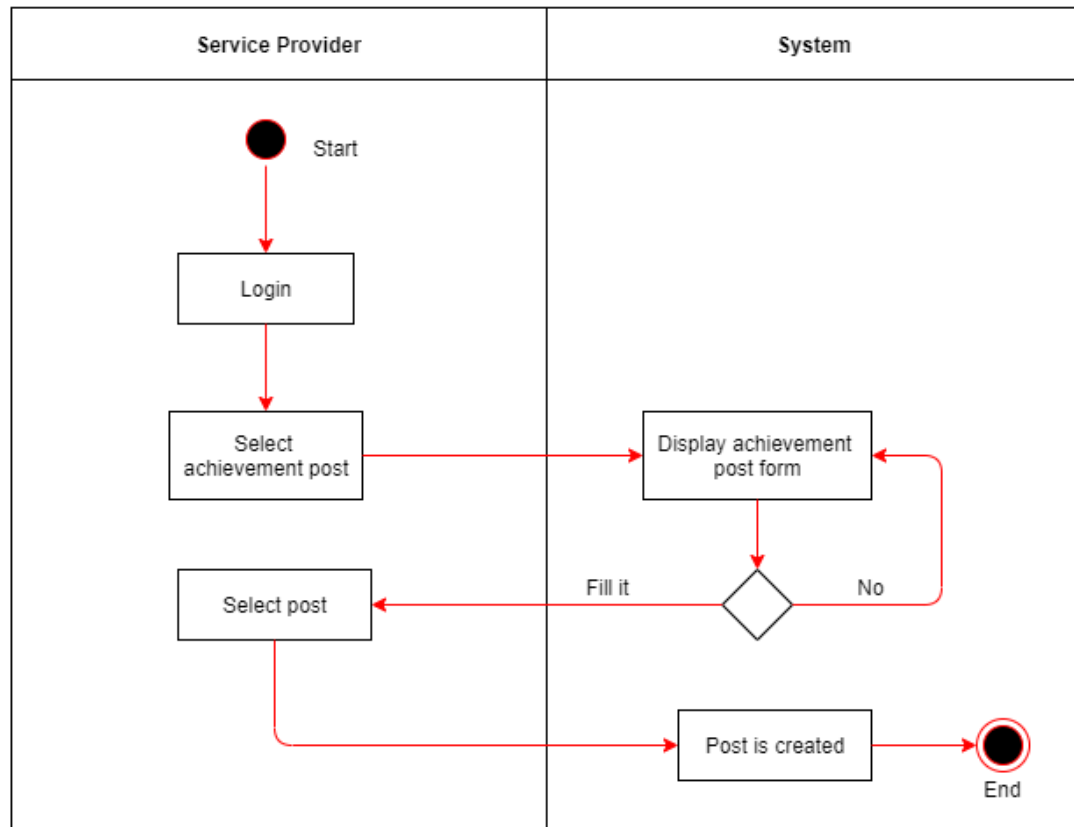 Service Provider
System
Start
Login
Select
achievement post
Display achievement
post form
Select post
Fill it
No
Post is created
End